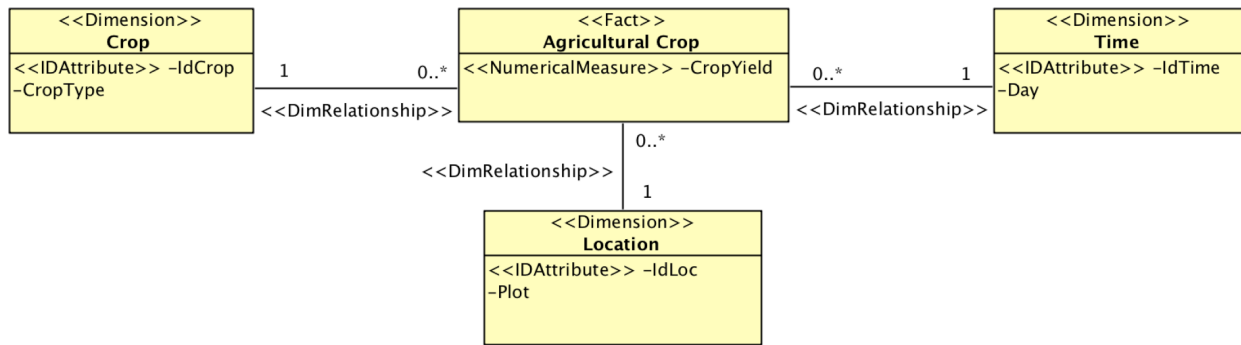 <<Dimension>>
Crop
<<IDAttribute>> -IdCrop
-CropType
1
0..*
<<DimRelationship>>
<<Fact>>
Agricultural Crop
<<NumericalMeasure>> -CropYield
0..*
1
<<DimRelationship>>
<<Dimension>>
Time
<<IDAttribute>> -IdTime
-Day
0..*
<<DimRelationship>>
1
<<Dimension>>
Location
<<IDAttribute>> -IdLoc
-Plot